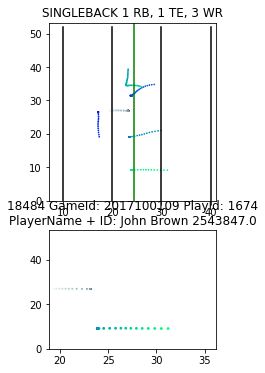 SINGLEBACK 1 RB, 1 TE, 3 WR
50
40
30
20
10
0
10 20 30 41
18484 GameId: 2017100109 PlayId: 1674
PlayerName + ID: John Brown 2543847.0
40
20
0
20 25 30 35